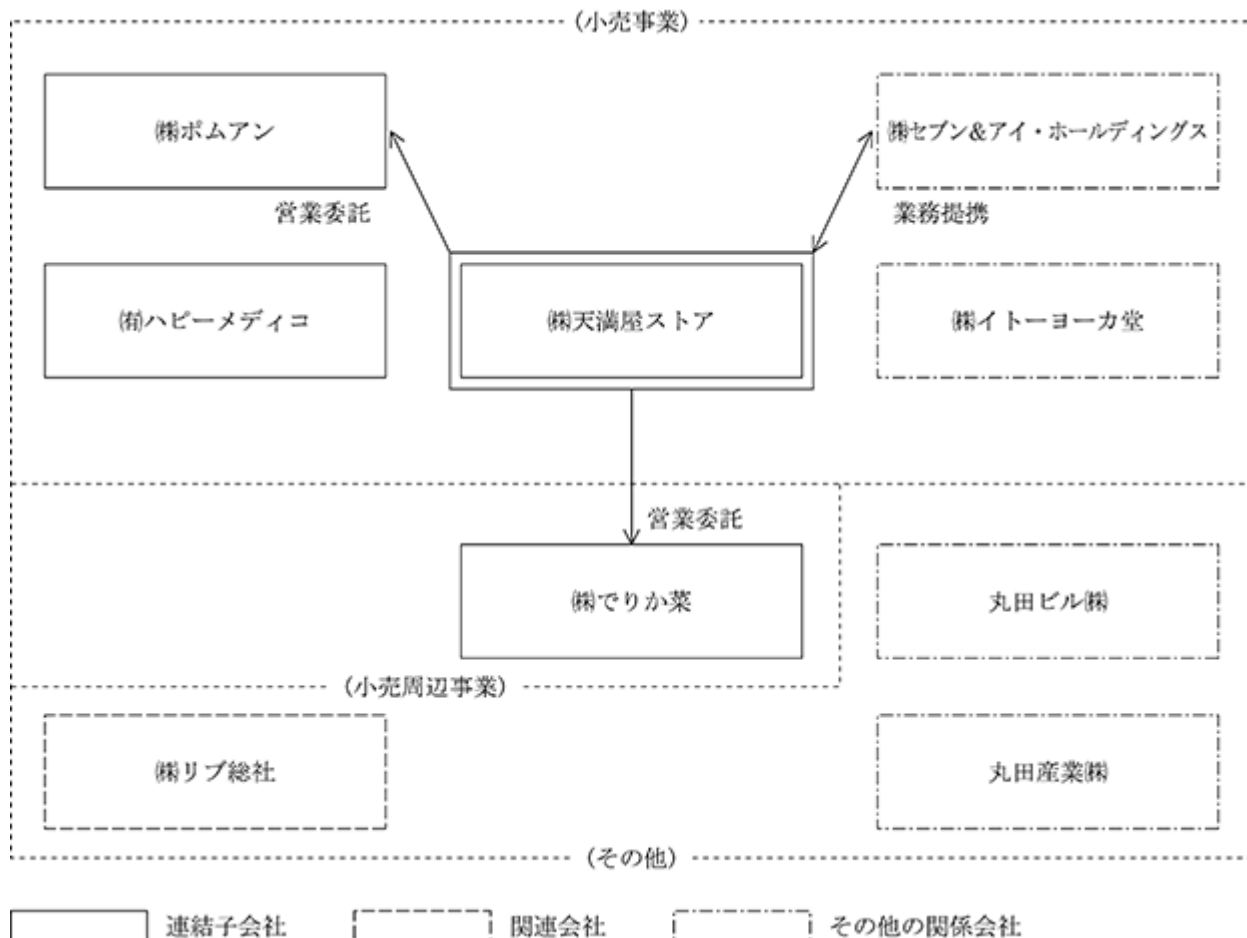 (小売事業)
㈱ポムアン
㈱セブン&アイ・ホールディングス
営業委託
業務提携
㈲ハピーメディコ
㈱天満屋ストア
㈱イトーヨーカ堂
営業委託
㈱でりか菜
丸田ビル㈱
(小売周辺事業)
㈱リブ総社
丸田産業㈱
(その他)
連結子会社
関連会社
その他の関係会社